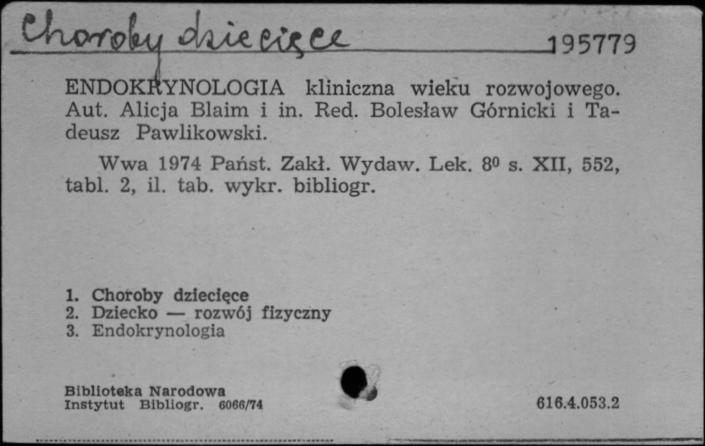 Choroby dziecięce
195779
ENDOKRYNOLOGIA kliniczna wieku rozwojowego.
Aut. Alicja Blaim i in. Red. Bolesław Górnicki i Ta-
deusz Pawlikowski.
Wwa 1974 Państ. Zakł. Wydaw. Lek. 8⁰ s. XII, 552,
tabl. 2, il. tab. wykr. bibliogr.
1. Choroby dziecięce
2. Dziecko — rozwój fizyczny
3. Endokrynologia
Biblioteka Narodowa
Instytut Bibliogr. 6066/74
616.4.053.2